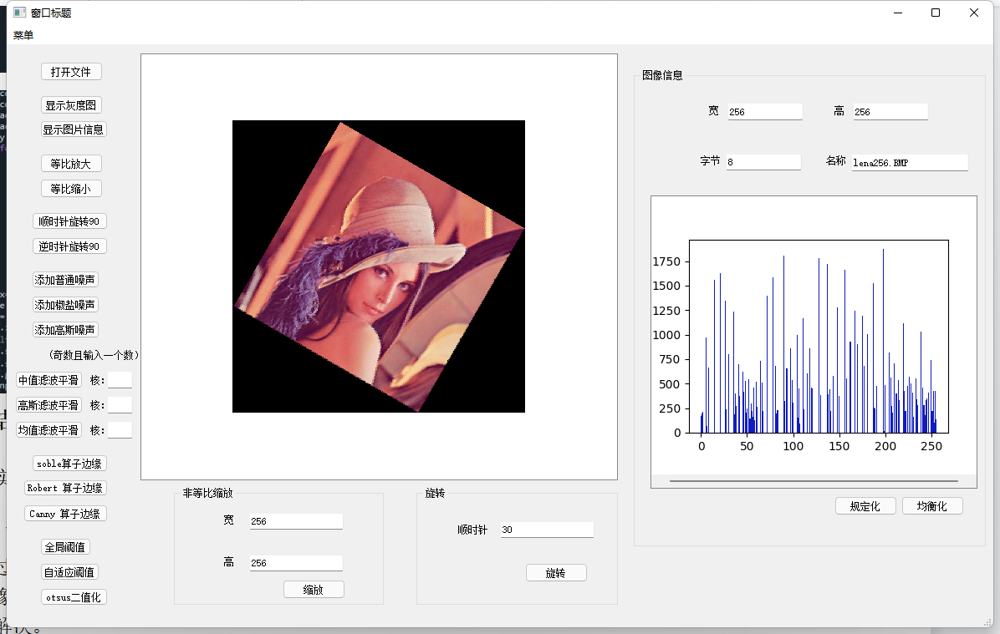 窗口标题
菜单
打开文件
显示灰度图
显示图片信息
等比放大
等比缩小
顺时针旋转90
逆时针旋转90
添加普通噪声
添加椒盐噪声
添加高斯噪声
(奇数且输入一个数)
中值滤波平滑 核:
高斯滤波平滑 核:
均值滤波平滑 核:
soble算子边缘
Robert 算子边缘
Canny 算子边缘
全局阈值
自适应阈值
otsus二值化
非等比缩放
宽 256
高 256
缩放
旋转
顺时针 30
旋转
图像信息
宽 256 高 256
字节 8 名称 lena256.BMP
1750
1500
1250
1000
750
500
250
0
0 50 100 150 200 250
规定化 均衡化